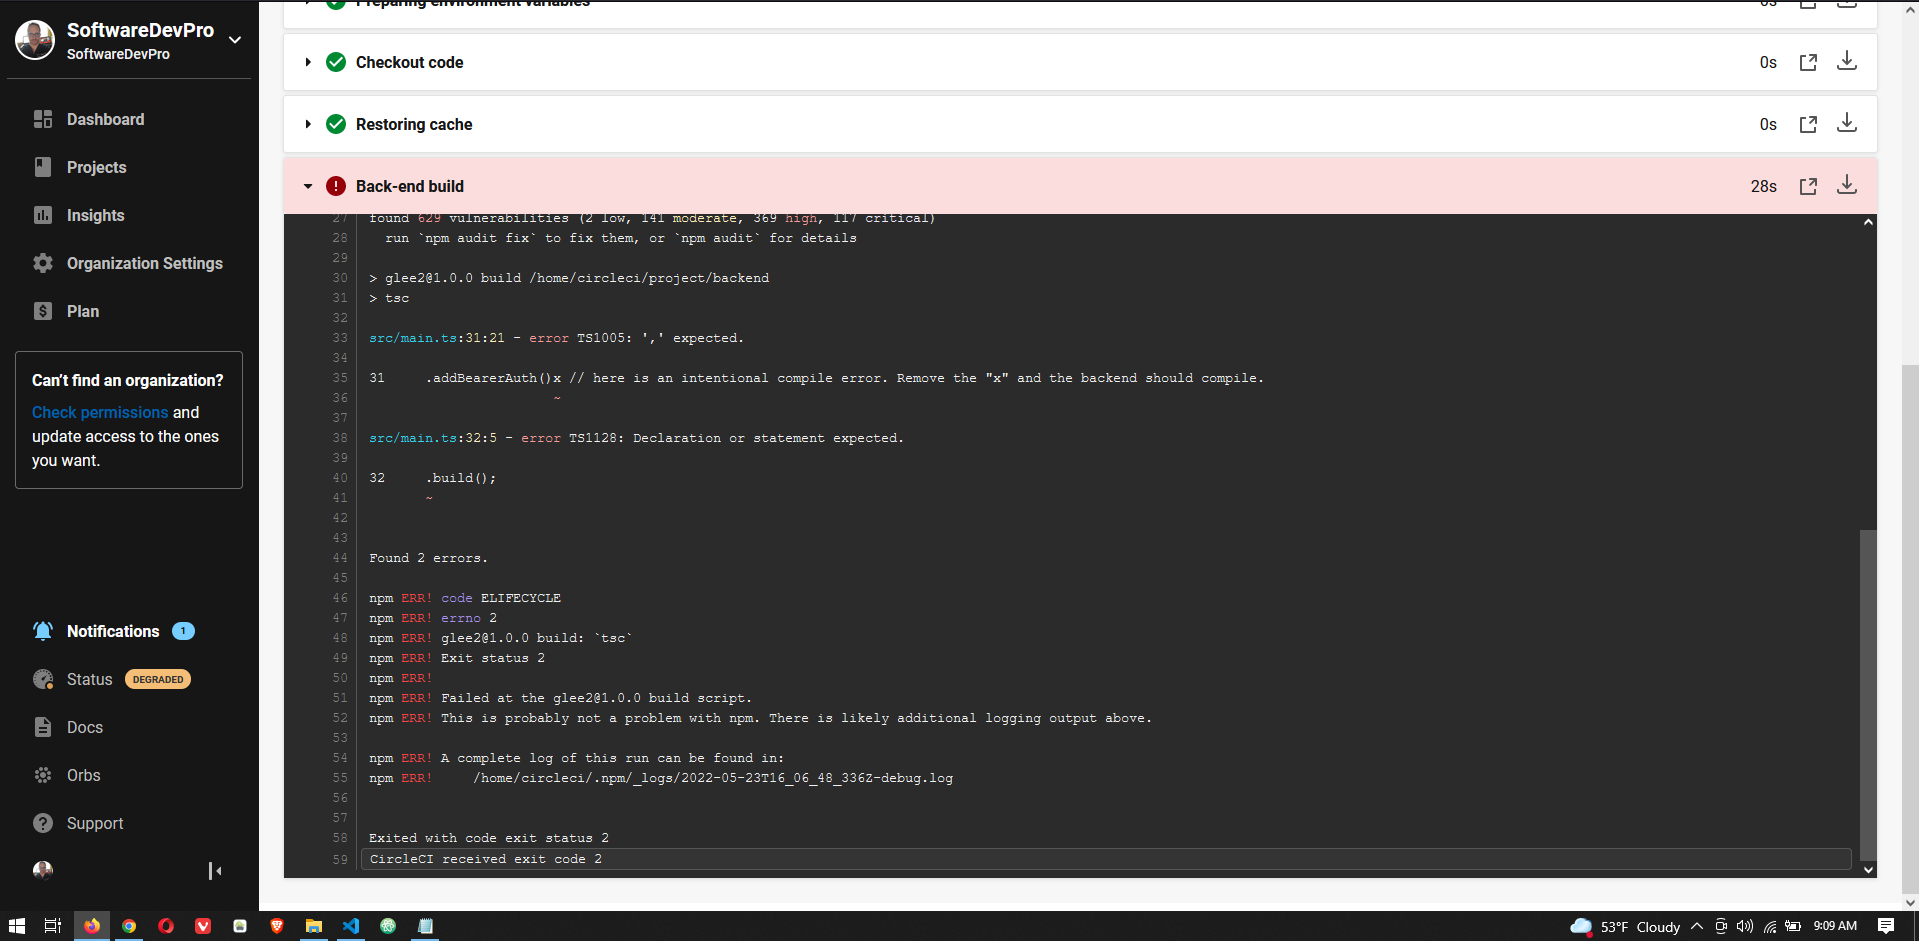 SoftwareDevPro
SoftwareDevPro
Dashboard
Projects
Insights
Organization Settings
Plan
Can't find an organization?
Check permissions and
update access to the ones
you want.
Notifications 1
Status DEGRADED
Docs
Orbs
Support
Preparing environment variables 0s
Checkout code 0s
Restoring cache 0s
Back-end build 28s
27 found 629 vulnerabilities (2 low, 141 moderate, 369 high, 117 critical)
28 run `npm audit fix` to fix them, or `npm audit` for details
29
30 > glee2@1.0.0 build /home/circleci/project/backend
31 > tsc
32
33 src/main.ts:31:21 - error TS1005: ',' expected.
34
35 31 .addBearerAuth()x // here is an intentional compile error. Remove the "x" and the backend should compile.
36 ~
37
38 src/main.ts:32:5 - error TS1128: Declaration or statement expected.
39
40 32 .build();
41 ~
42
43
44 Found 2 errors.
45
46 npm ERR! code ELIFECYCLE
47 npm ERR! errno 2
48 npm ERR! glee2@1.0.0 build: `tsc`
49 npm ERR! Exit status 2
50 npm ERR!
51 npm ERR! Failed at the glee2@1.0.0 build script.
52 npm ERR! This is probably not a problem with npm. There is likely additional logging output above.
53
54 npm ERR! A complete log of this run can be found in:
55 npm ERR! /home/circleci/.npm/_logs/2022-05-23T16_06_48_336Z-debug.log
56
57
58 Exited with code exit status 2
59 CircleCI received exit code 2
53°F Cloudy 9:09 AM